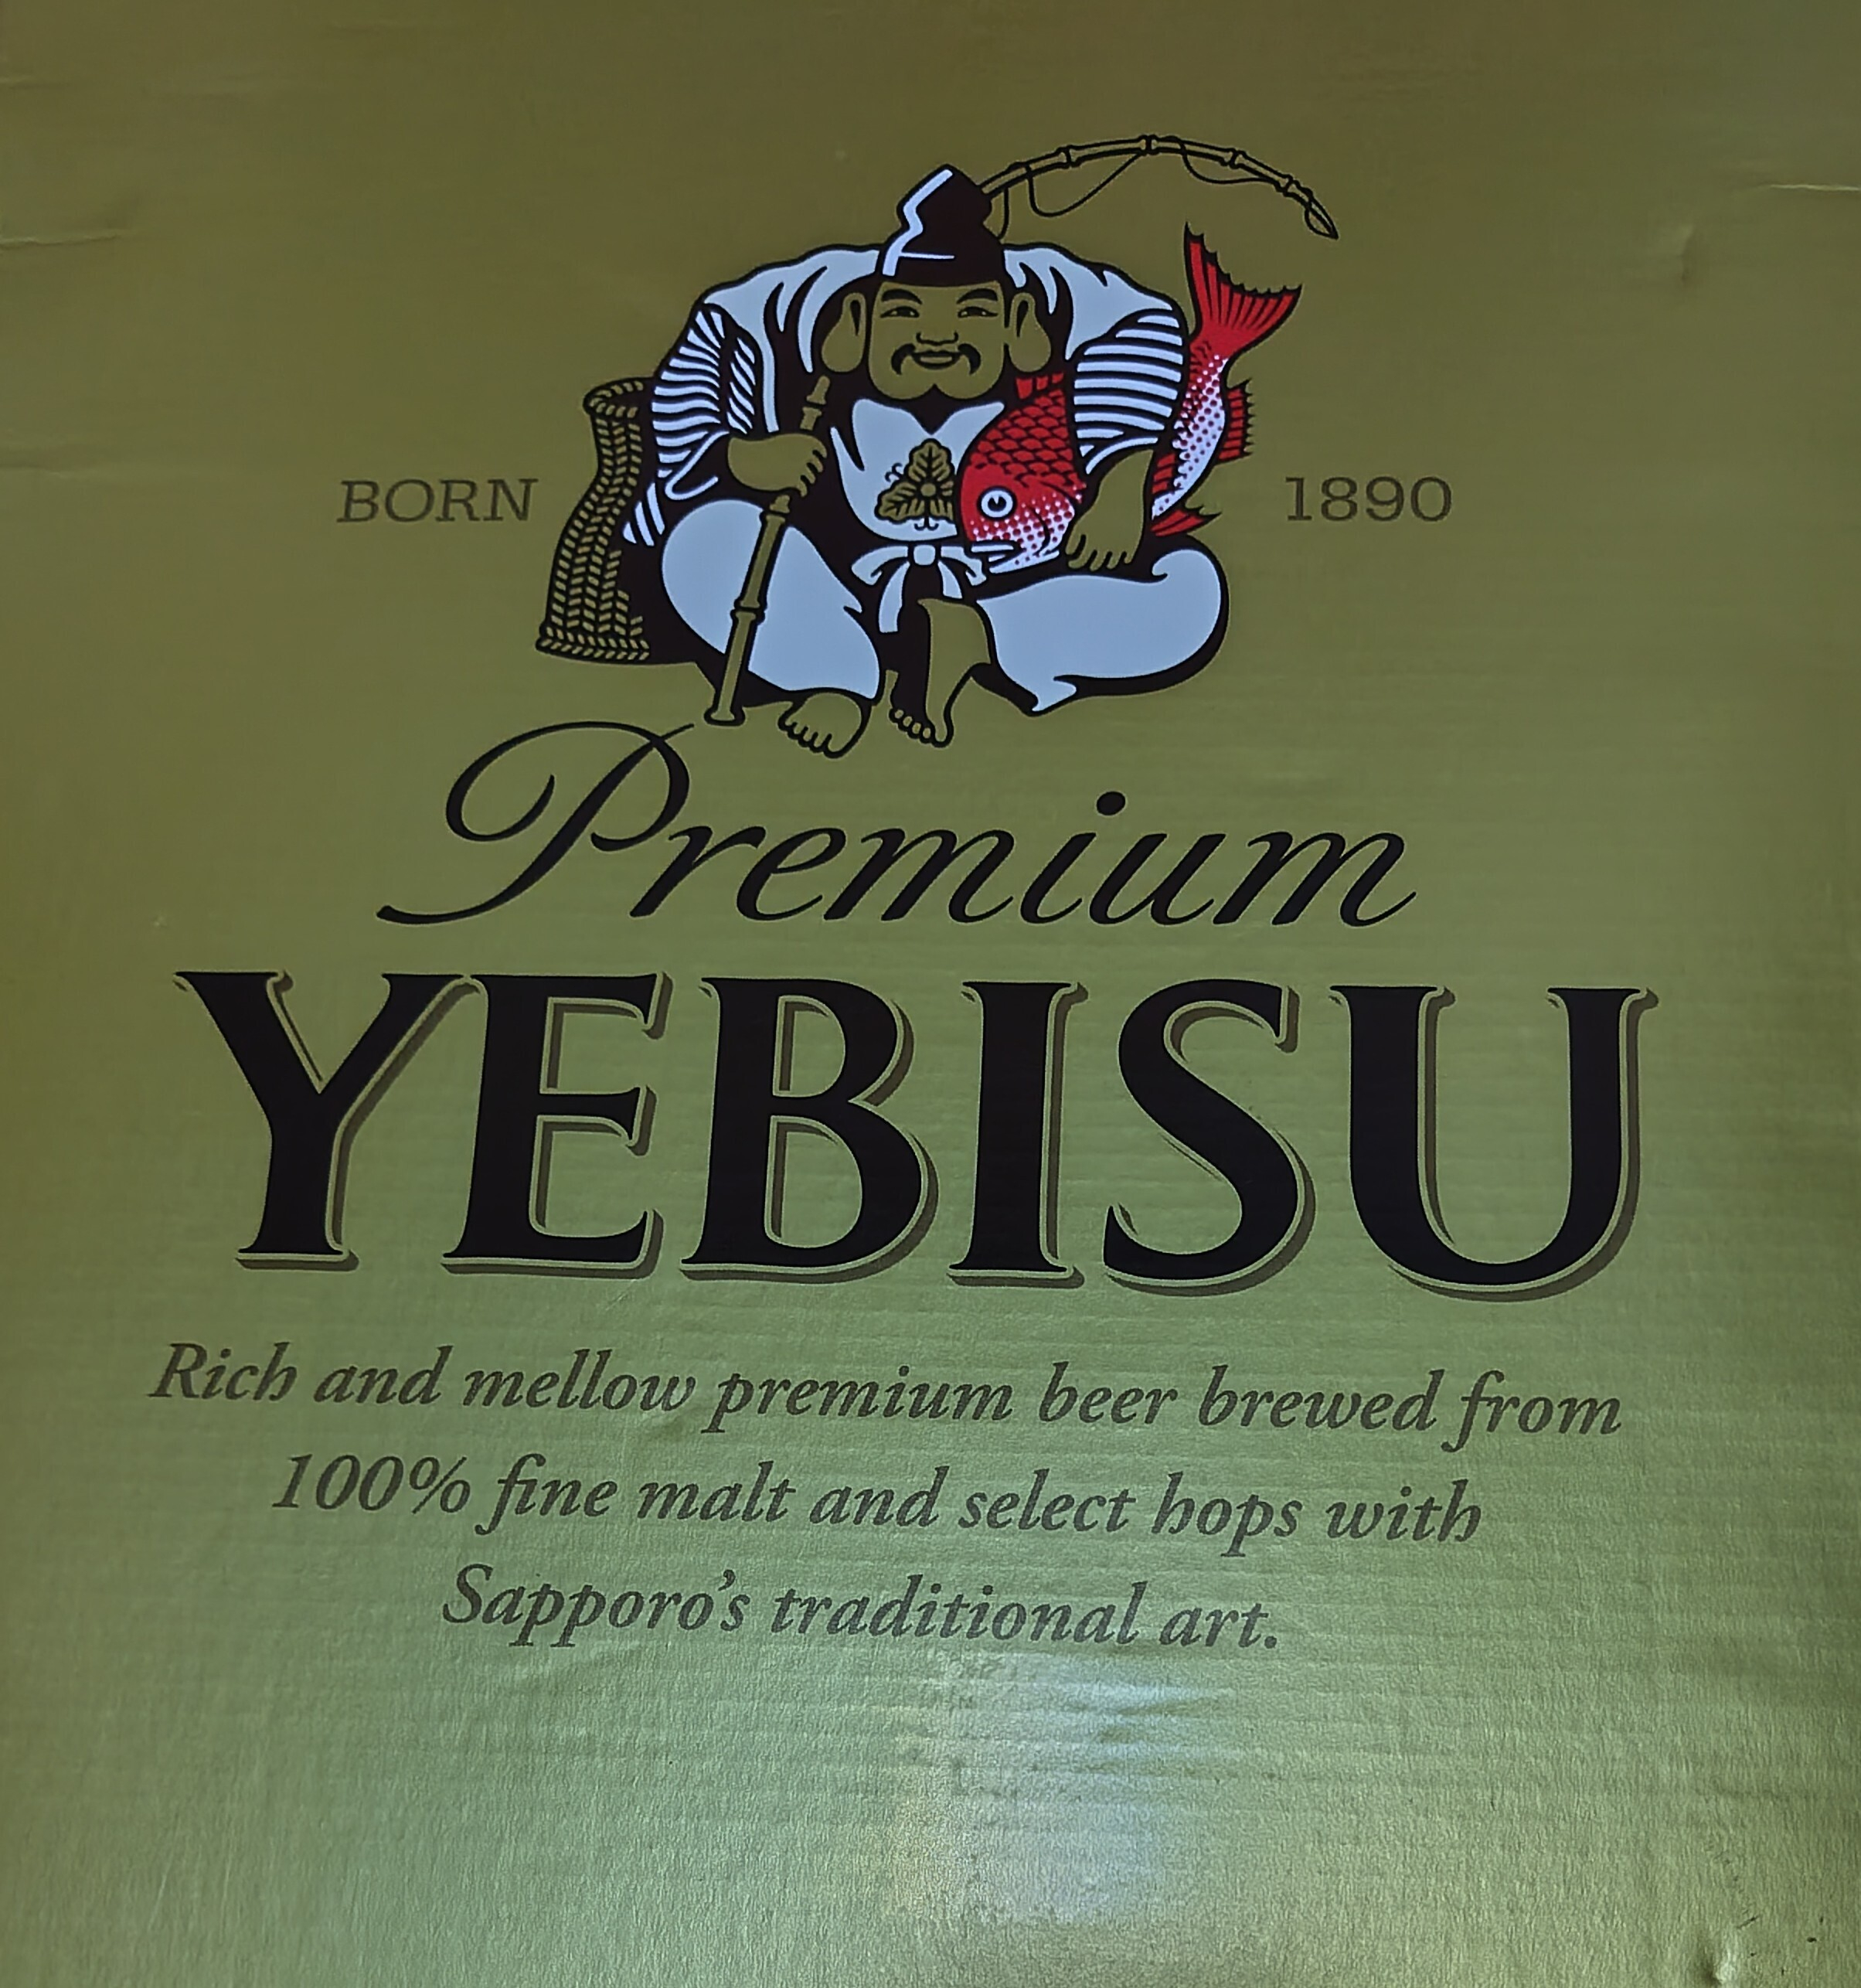 BORN 1890
Premium
YEBISU
Rich and mellow premium beer brewed from
100% fine malt and select hops with
Sapporo's traditional art.